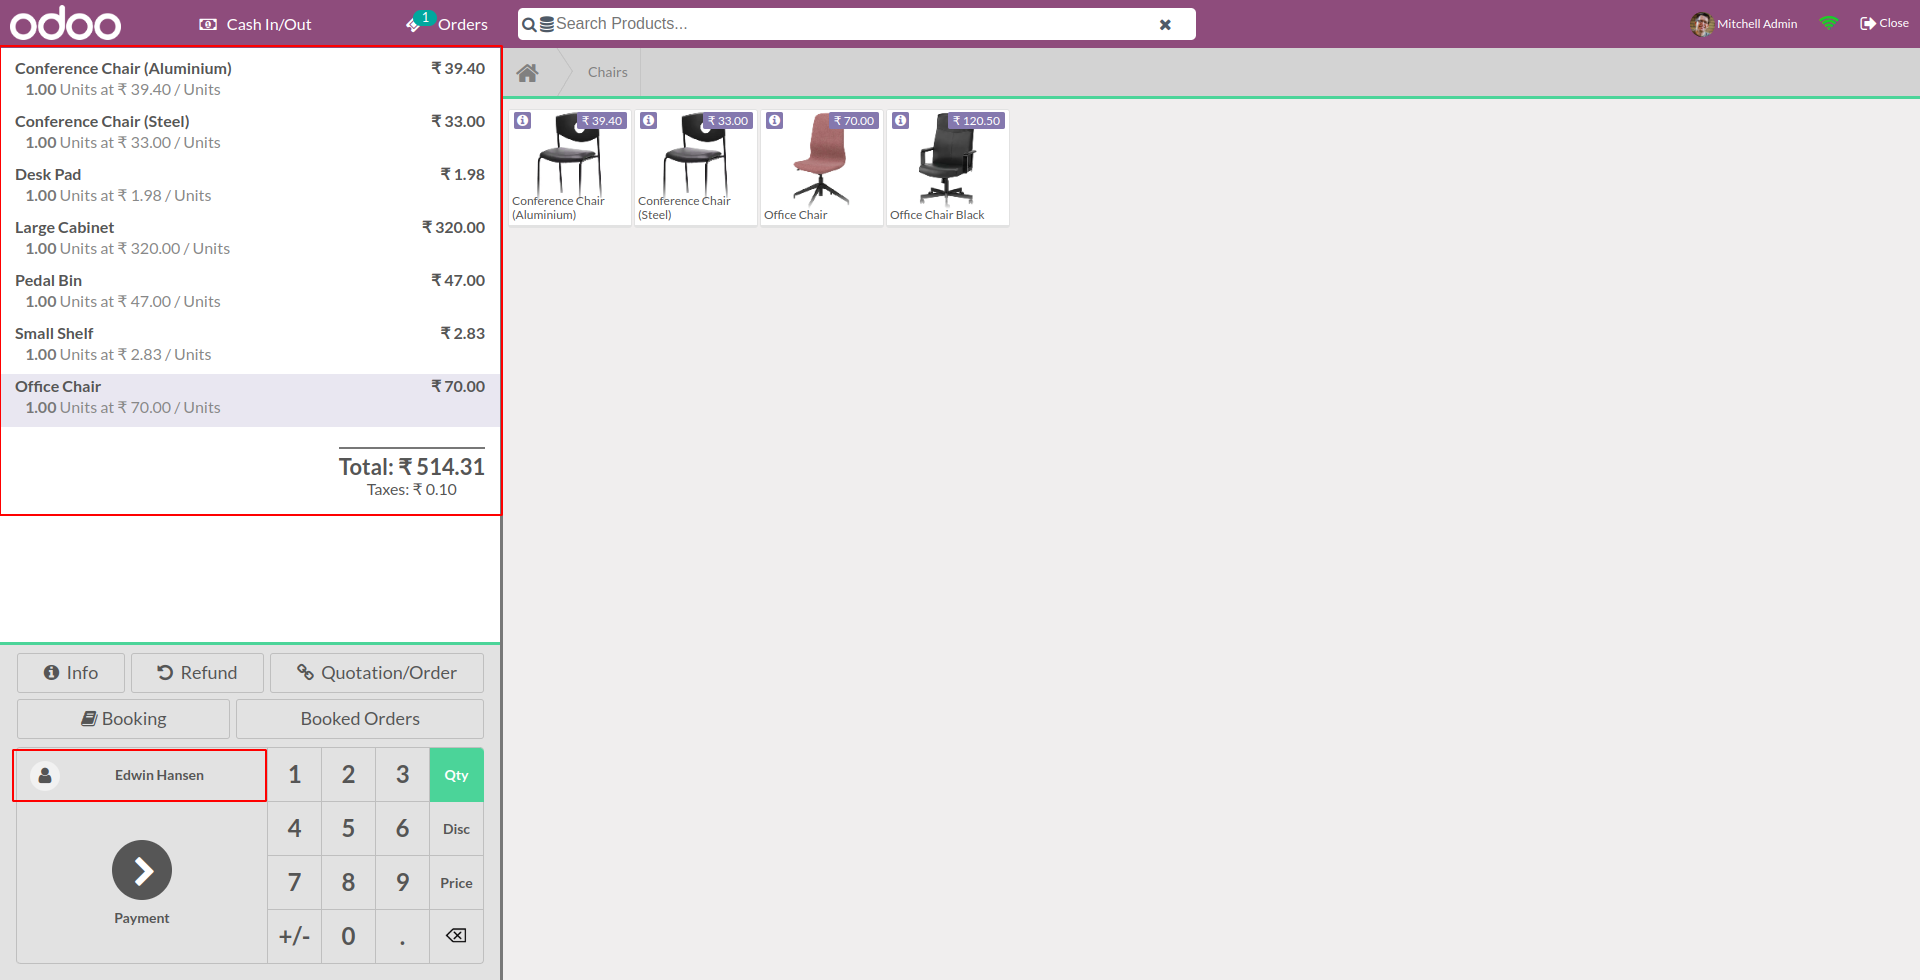 odoo
Cash In/Out
1
Orders
Search Products...
Mitchell Admin
Close
Conference Chair (Aluminium) ₹ 39.40
1.00 Units at ₹ 39.40 / Units
Conference Chair (Steel) ₹ 33.00
1.00 Units at ₹ 33.00 / Units
Desk Pad ₹ 1.98
1.00 Units at ₹ 1.98 / Units
Large Cabinet ₹ 320.00
1.00 Units at ₹ 320.00 / Units
Pedal Bin ₹ 47.00
1.00 Units at ₹ 47.00 / Units
Small Shelf ₹ 2.83
1.00 Units at ₹ 2.83 / Units
Office Chair ₹ 70.00
1.00 Units at ₹ 70.00 / Units
Total: ₹ 514.31
Taxes: ₹ 0.10
Info
Refund
Quotation/Order
Booking
Booked Orders
Edwin Hansen
Payment
1 2 3 Qty
4 5 6 Disc
7 8 9 Price
+/- 0 .
Chairs
₹ 39.40
Conference Chair
(Aluminium)
₹ 33.00
Conference Chair
(Steel)
₹ 70.00
Office Chair
₹ 120.50
Office Chair Black